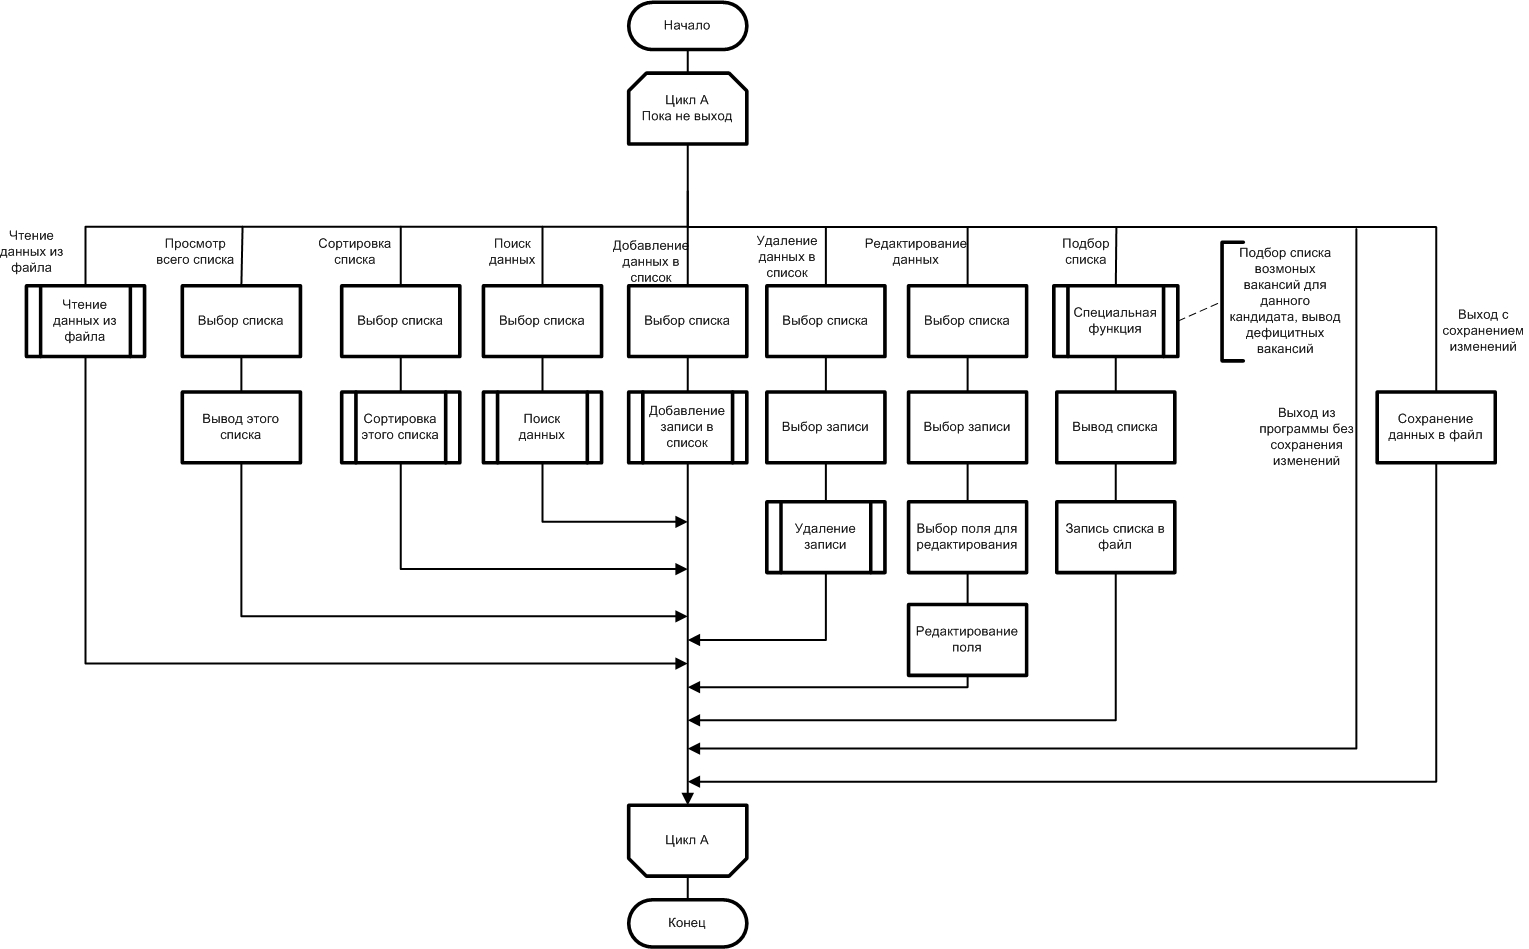 Начало
Цикл А
Пока не выход
Чтение
данных из
файла
Просмотр
всего списка
Сортировка
списка
Поиск
данных
Добавление
данных в
список
Удаление
данных в
список
Редактирование
данных
Подбор
списка
Подбор списка
возмоных
вакансий для
данного
кандидата, вывод
дефицитных
вакансий
Выход с
сохранением
изменений
Чтение
данных из
файла
Выбор списка
Выбор списка
Выбор списка
Выбор списка
Выбор списка
Выбор списка
Специальная
функция
Вывод этого
списка
Сортировка
этого списка
Поиск
данных
Добавление
записи в
список
Выбор записи
Выбор записи
Вывод списка
Выход из
программы без
сохранения
изменений
Сохранение
данных в файл
Удаление
записи
Выбор поля для
редактирования
Запись списка в
файл
Редактирование
поля
Цикл А
Конец